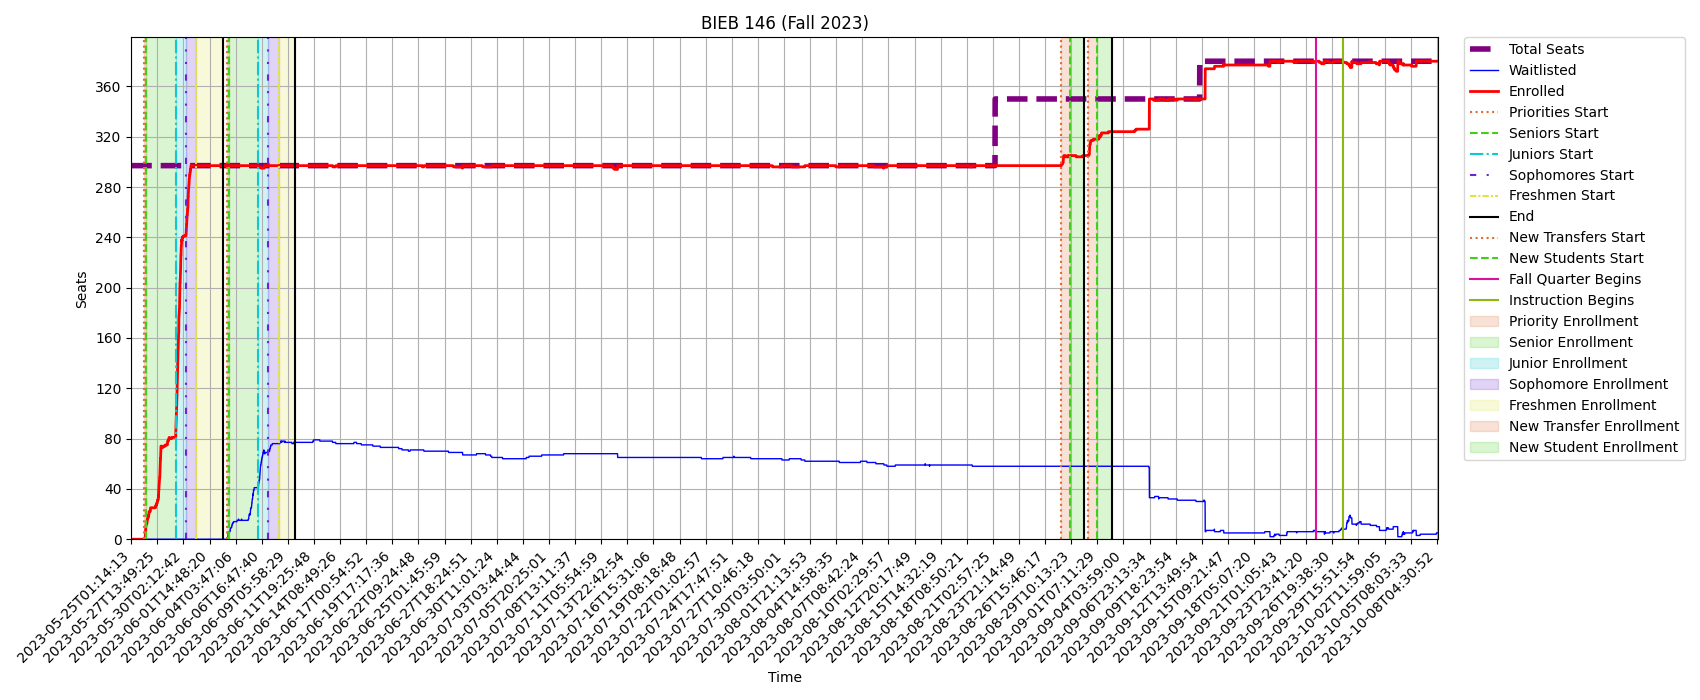 BIEB 146 (Fall 2023)
Seats
360
320
280
240
200
160
120
80
40
0
2023-05-25T01:14:13
2023-05-27T13:49:25
2023-05-30T02:12:42
2023-06-01T14:48:20
2023-06-04T03:47:06
2023-06-06T16:47:40
2023-06-09T05:58:29
2023-06-11T19:25:48
2023-06-14T08:49:26
2023-06-17T00:54:52
2023-06-19T17:17:36
2023-06-22T09:24:48
2023-06-25T01:45:59
2023-06-27T18:24:51
2023-06-30T11:01:24
2023-07-03T03:44:44
2023-07-05T20:25:01
2023-07-08T13:11:37
2023-07-11T05:54:59
2023-07-13T22:42:54
2023-07-16T15:31:06
2023-07-19T08:18:48
2023-07-22T01:02:57
2023-07-24T17:47:51
2023-07-27T10:46:18
2023-07-30T03:50:01
2023-08-01T21:13:53
2023-08-04T14:58:35
2023-08-07T08:42:24
2023-08-10T02:29:57
2023-08-12T20:17:49
2023-08-15T14:32:19
2023-08-18T08:50:21
2023-08-21T02:57:25
2023-08-23T21:14:49
2023-08-26T15:46:17
2023-08-29T10:13:23
2023-09-01T07:11:29
2023-09-04T03:59:00
2023-09-06T23:13:34
2023-09-09T18:23:54
2023-09-12T13:49:54
2023-09-15T09:21:47
2023-09-18T05:07:20
2023-09-21T01:05:43
2023-09-23T23:41:20
2023-09-26T19:38:30
2023-09-29T15:51:54
2023-10-02T11:59:05
2023-10-05T08:03:33
2023-10-08T04:30:52
Time
Total Seats
Waitlisted
Enrolled
Priorities Start
Seniors Start
Juniors Start
Sophomores Start
Freshmen Start
End
New Transfers Start
New Students Start
Fall Quarter Begins
Instruction Begins
Priority Enrollment
Senior Enrollment
Junior Enrollment
Sophomore Enrollment
Freshmen Enrollment
New Transfer Enrollment
New Student Enrollment